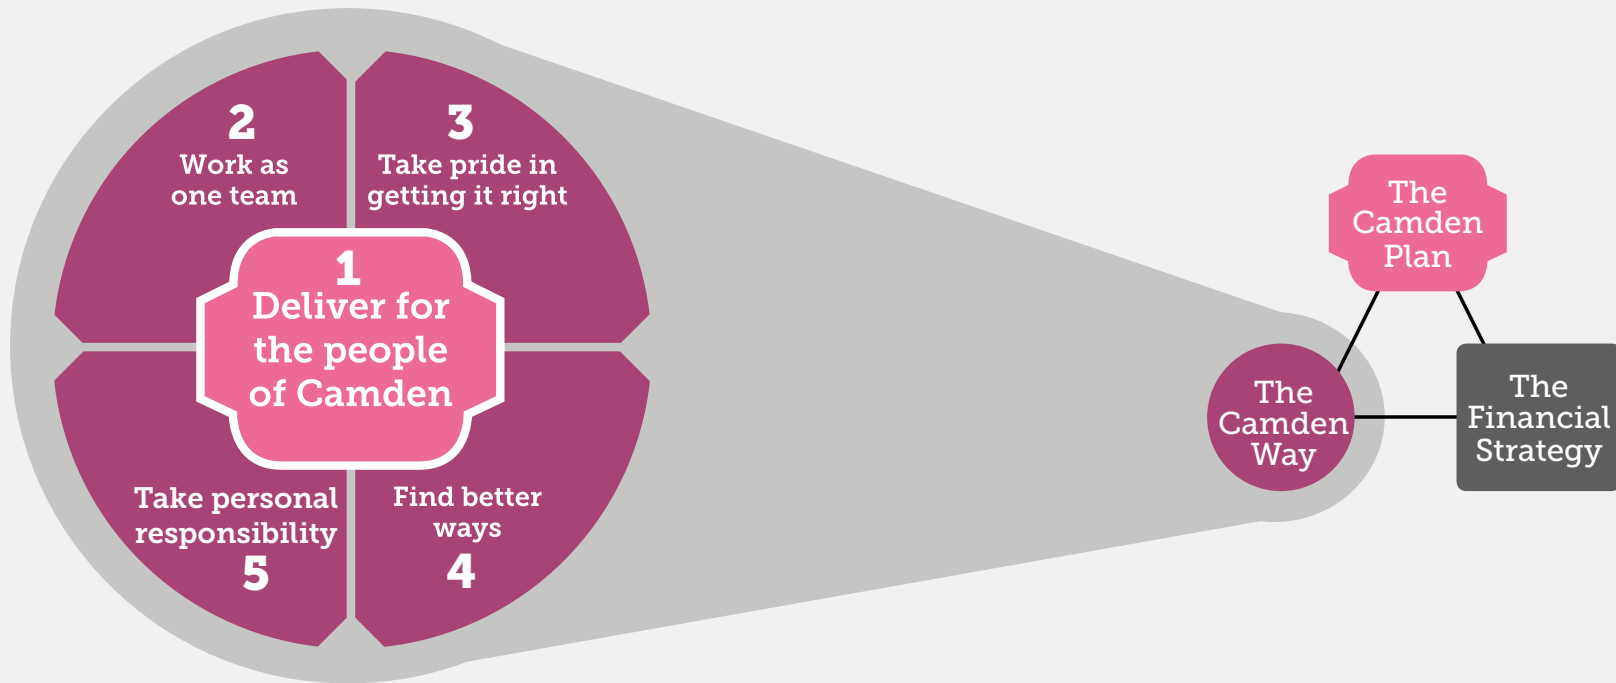 2
Work as
one team
3
Take pride in
getting it right
1
Deliver for
the people
of Camden
Take personal
responsibility
5
Find better
ways
4
The
Camden
Way
The
Camden
Plan
The
Financial
Strategy